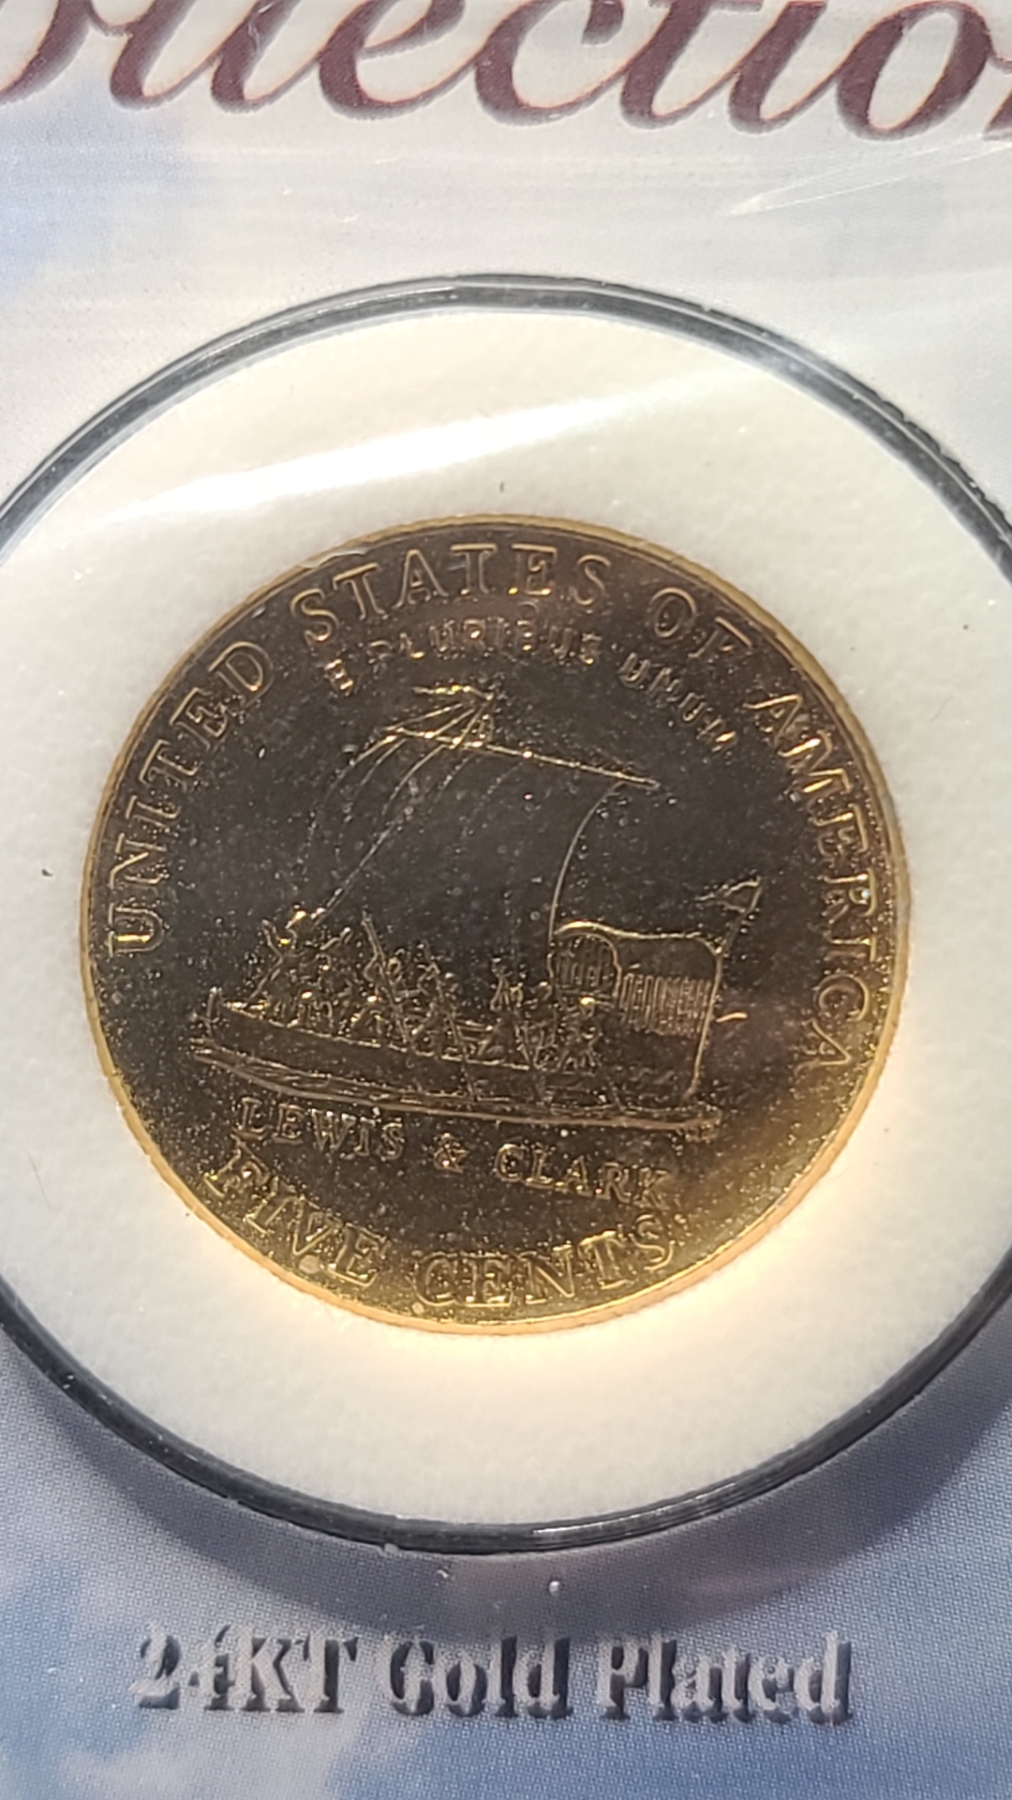 ollectio
UNITED STATES OF AMERICA
E PLURIBUS UNUM
LEWIS & CLARK
FIVE CENTS
24KT Gold Plated